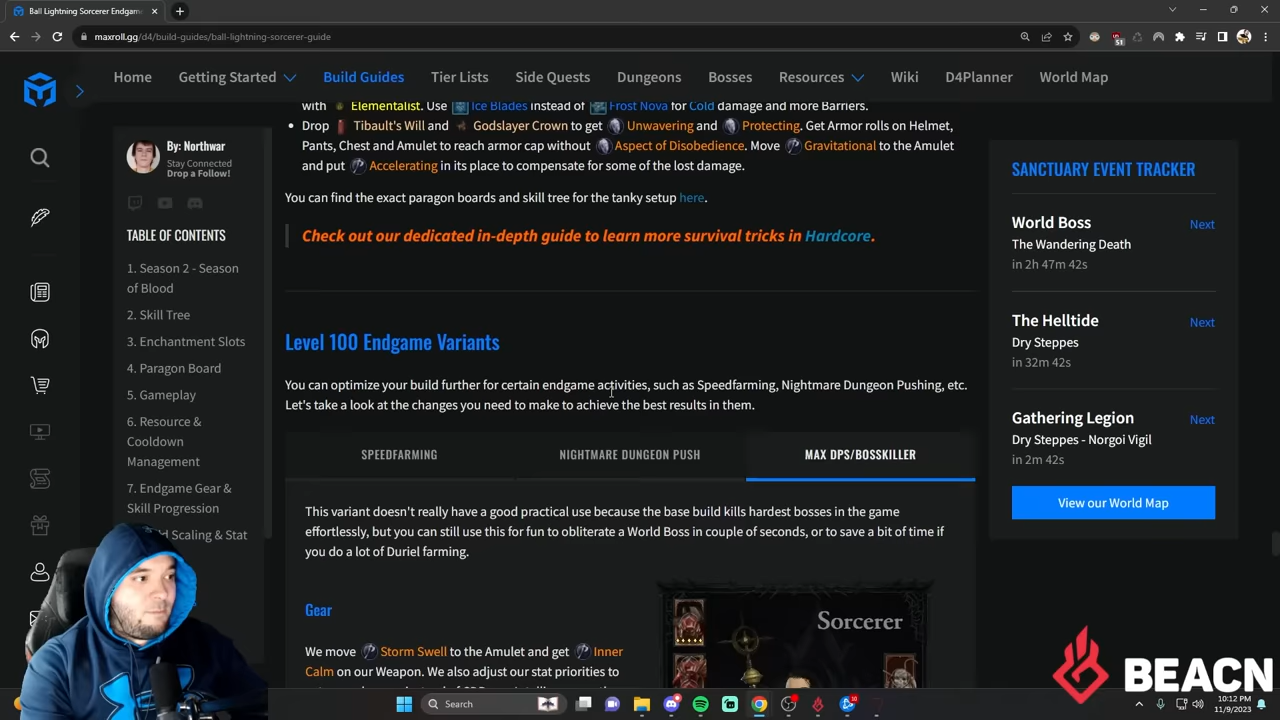 Ball Lightning Sorcerer Endgam
maxroll.gg/d4/build-guides/ball-lightning-sorcerer-guide
51
Home
Getting Started
Build Guides
Tier Lists
Side Quests
Dungeons
Bosses
Resources
Wiki
D4Planner
World Map
By: Northwar
Stay Connected
Drop a Follow!
TABLE OF CONTENTS
1. Season 2 - Season
of Blood
2. Skill Tree
3. Enchantment Slots
4. Paragon Board
5. Gameplay
6. Resource &
Cooldown
Management
7. Endgame Gear &
Skill Progression
Scaling & Stat
with Elementalist. Use Ice Blades instead of Frost Nova for Cold damage and more Barriers.
• Drop Tibault's Will and Godslayer Crown to get Unwavering and Protecting. Get Armor rolls on Helmet,
Pants, Chest and Amulet to reach armor cap without Aspect of Disobedience. Move Gravitational to the Amulet
and put Accelerating in its place to compensate for some of the lost damage.
You can find the exact paragon boards and skill tree for the tanky setup here.
Check out our dedicated in-depth guide to learn more survival tricks in Hardcore.
Level 100 Endgame Variants
You can optimize your build further for certain endgame activities, such as Speedfarming, Nightmare Dungeon Pushing, etc.
Let's take a look at the changes you need to make to achieve the best results in them.
SPEEDFARMING
NIGHTMARE DUNGEON PUSH
MAX DPS/BOSSKILLER
This variant doesn't really have a good practical use because the base build kills hardest bosses in the game
effortlessly, but you can still use this for fun to obliterate a World Boss in couple of seconds, or to save a bit of time if
you do a lot of Duriel farming.
Gear
We move Storm Swell to the Amulet and get Inner
Calm on our Weapon. We also adjust our stat priorities to
Sorcerer
SANCTUARY EVENT TRACKER
World Boss
Next
The Wandering Death
in 2h 47m 42s
The Helltide
Next
Dry Steppes
in 32m 42s
Gathering Legion
Next
Dry Steppes - Norgoi Vigil
in 2m 42s
View our World Map
BEACN
Search
10:12 PM
11/9/2023